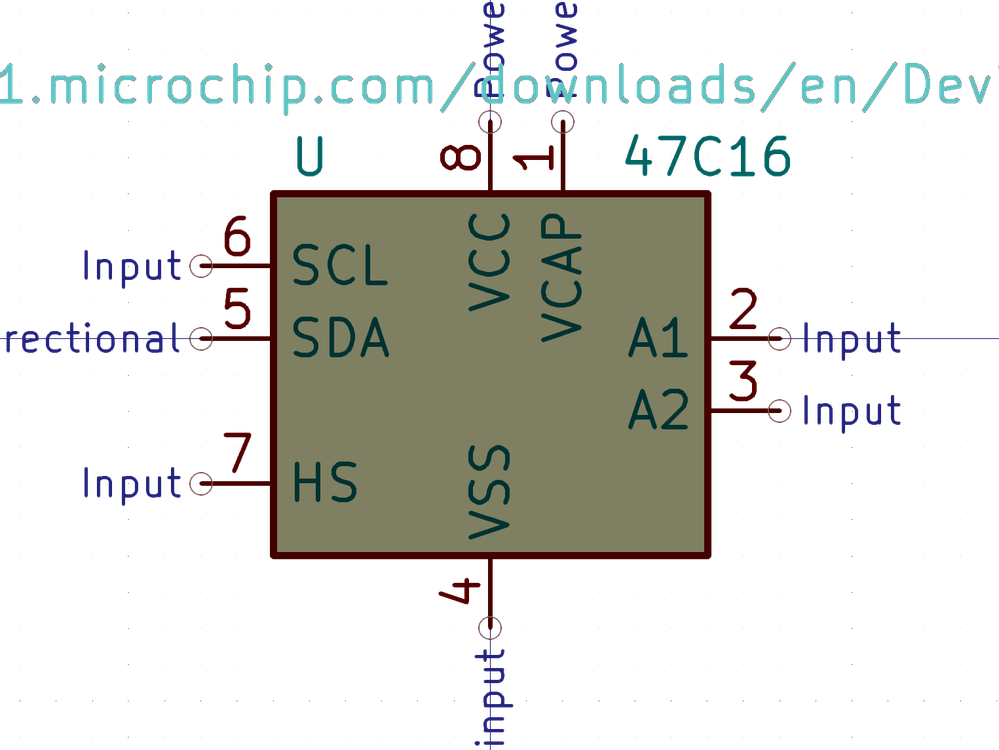 Powe
Powe
1.microchip.com/downloads/en/Dev
U
8
1
47C16
6
VCC
VCAP
Input
SCL
5
2
rectional
SDA
A1
Input
3
A2
Input
7
VSS
Input
HS
4
input